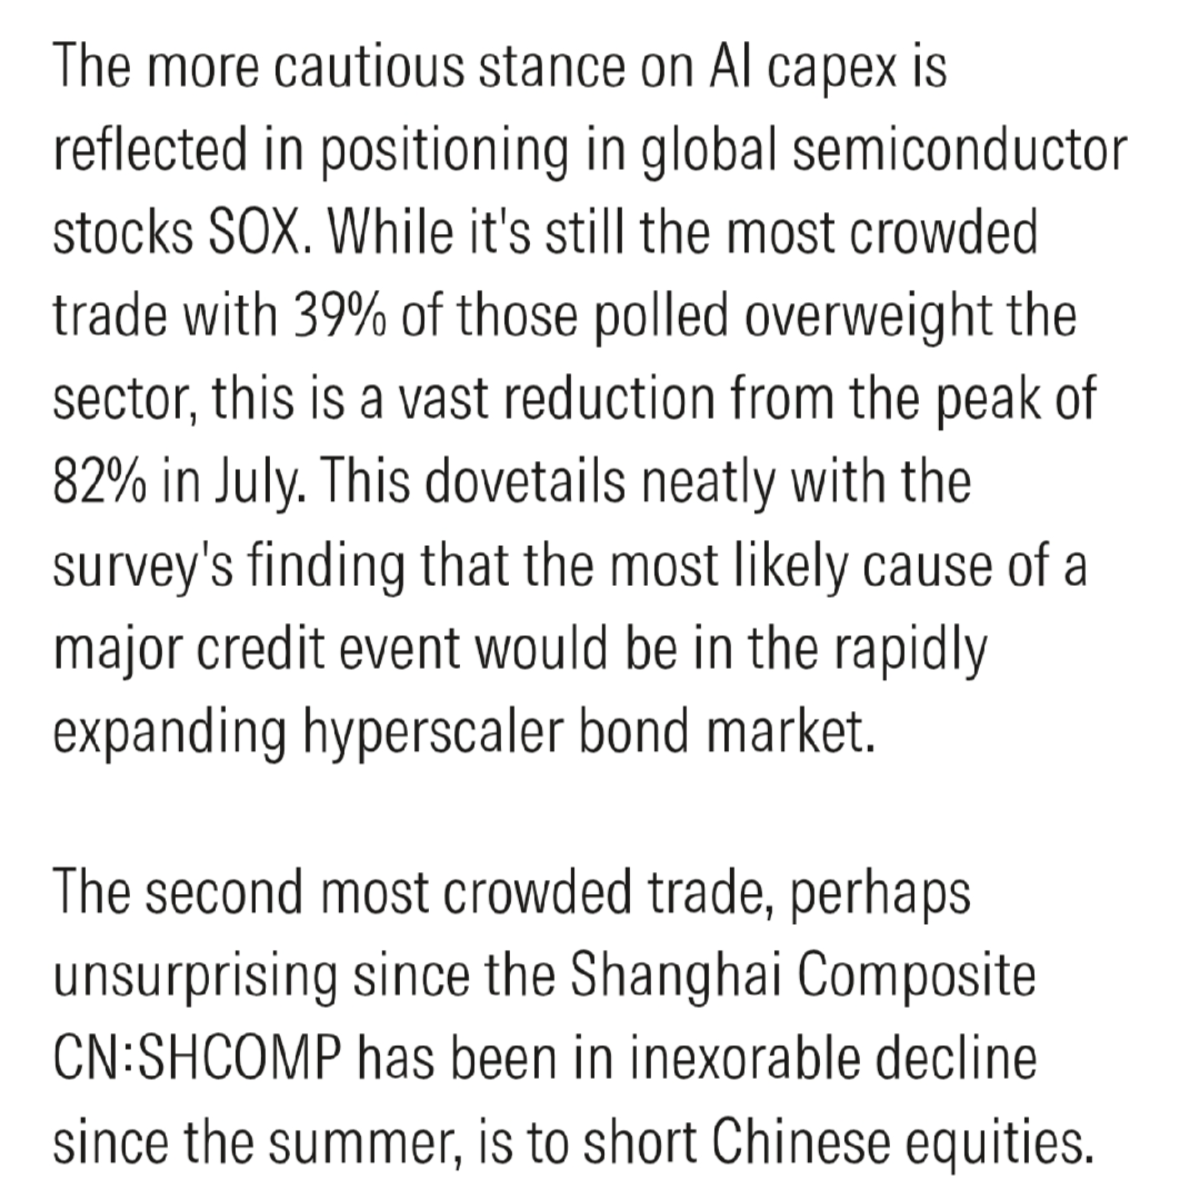 The more cautious stance on AI capex is
reflected in positioning in global semiconductor
stocks SOX. While it's still the most crowded
trade with 39% of those polled overweight the
sector, this is a vast reduction from the peak of
82% in July. This dovetails neatly with the
survey's finding that the most likely cause of a
major credit event would be in the rapidly
expanding hyperscaler bond market.
The second most crowded trade, perhaps
unsurprising since the Shanghai Composite
CN:SHCOMP has been in inexorable decline
since the summer, is to short Chinese equities.